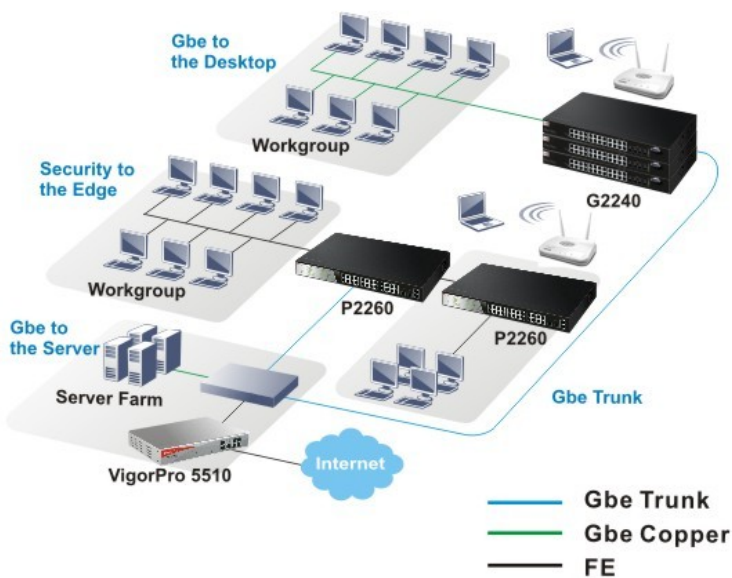 Gbe to
the Desktop
Workgroup
G2240
Security to
the Edge
Workgroup
P2260
P2260
Gbe to
the Server
Server Farm
Gbe Trunk
VigorPro 5510
Internet
Gbe Trunk
Gbe Copper
FE